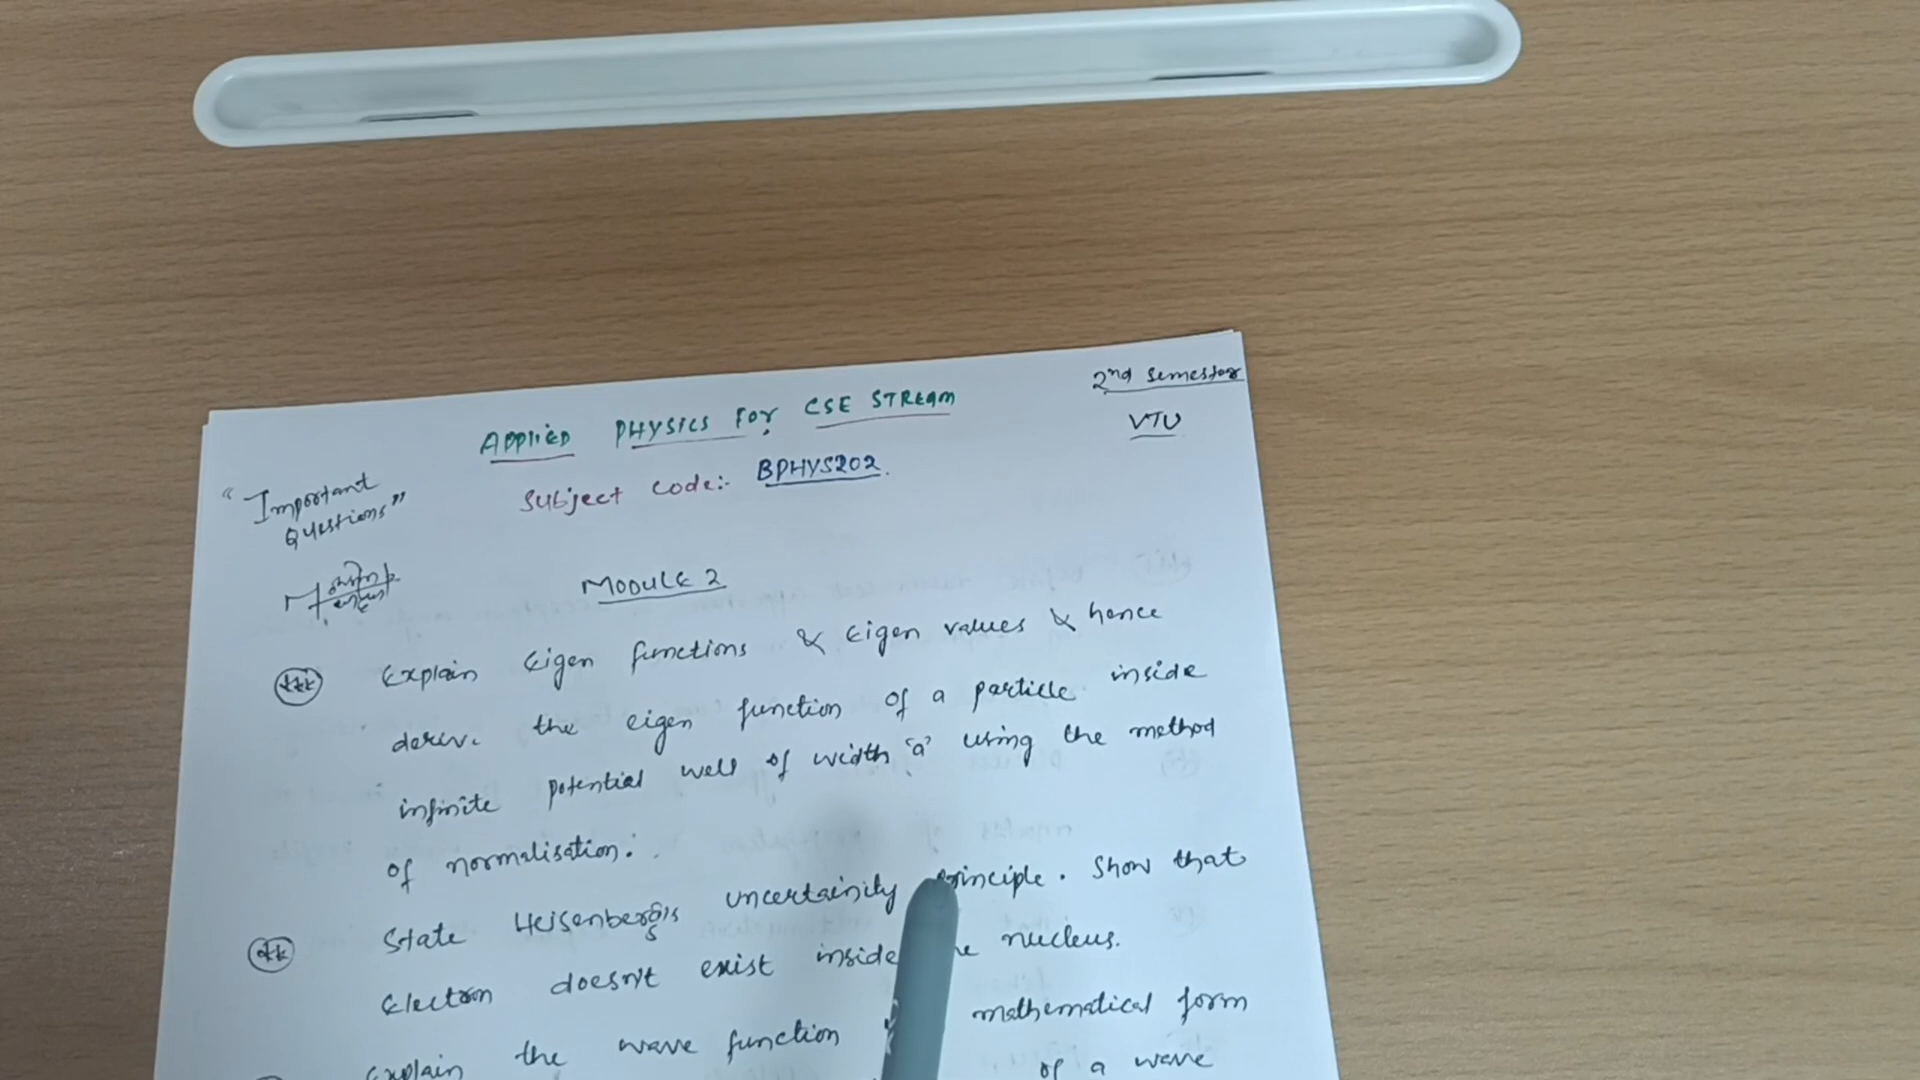 APPLIED PHYSICS FOR CSE STREAM
2nd semester
VTU
Subject code:- BPHYS202.
"Important
Questions"
MODULE 2
Explain Eigen functions & Eigen values & hence
derive the eigen function of a particle inside
infinite potential well of width 'a' using the method
of normalisation:
State Heisenberg's uncertainity principle. Show that
Electron doesn't exist inside nucleus.
Explain the wave function mathematical form
of a wave